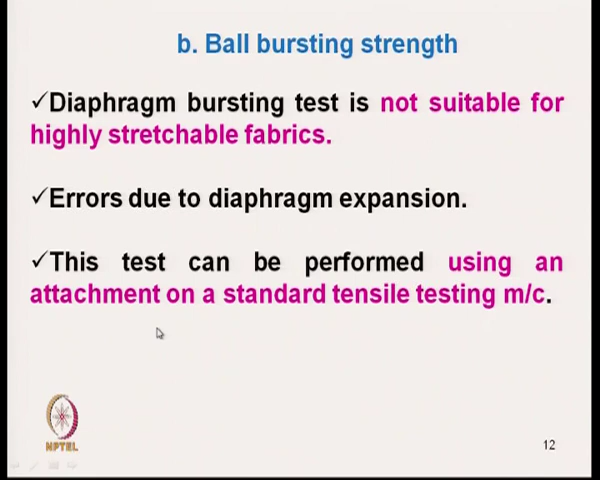 b. Ball bursting strength
✓Diaphragm bursting test is not suitable for
highly stretchable fabrics.
✓Errors due to diaphragm expansion.
✓This test can be performed using an
attachment on a standard tensile testing m/c.
NPTEL
12